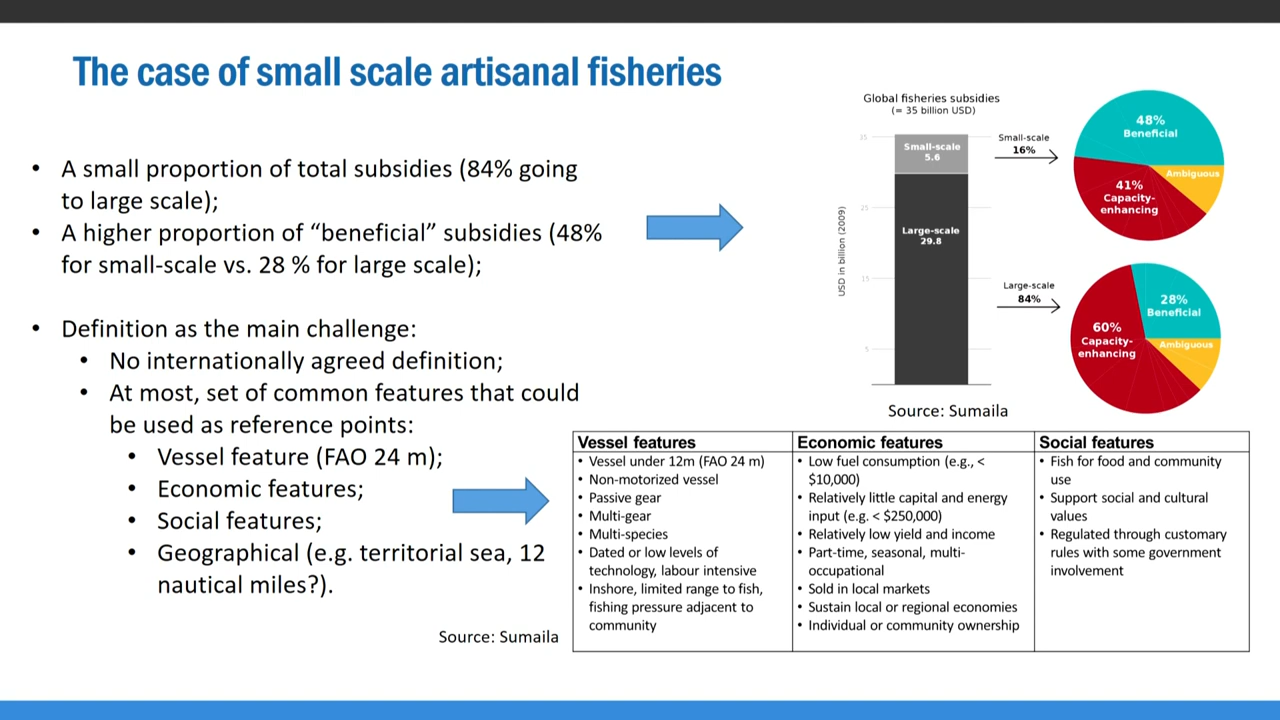 The case of small scale artisanal fisheries
• A small proportion of total subsidies (84% going
to large scale);
• A higher proportion of “beneficial” subsidies (48%
for small-scale vs. 28 % for large scale);
• Definition as the main challenge:
• No internationally agreed definition;
• At most, set of common features that could
be used as reference points:
• Vessel feature (FAO 24 m);
• Economic features;
• Social features;
• Geographical (e.g. territorial sea, 12
nautical miles?).
Source: Sumaila
Global fisheries subsidies
(= 35 billion USD)
USD in billion (2009)
35
25
15
5
Small-scale
5.6
Large-scale
29.8
Small-scale
16%
Large-scale
84%
48%
Beneficial
Ambiguous
41%
Capacity-
enhancing
28%
Beneficial
Ambiguous
60%
Capacity-
enhancing
Source: Sumaila
Vessel features
• Vessel under 12m (FAO 24 m)
• Non-motorized vessel
• Passive gear
• Multi-gear
• Multi-species
• Dated or low levels of
technology, labour intensive
• Inshore, limited range to fish,
fishing pressure adjacent to
community
Economic features
• Low fuel consumption (e.g., <
$10,000)
• Relatively little capital and energy
input (e.g. < $250,000)
• Relatively low yield and income
• Part-time, seasonal, multi-
occupational
• Sold in local markets
• Sustain local or regional economies
• Individual or community ownership
Social features
• Fish for food and community
use
• Support social and cultural
values
• Regulated through customary
rules with some government
involvement